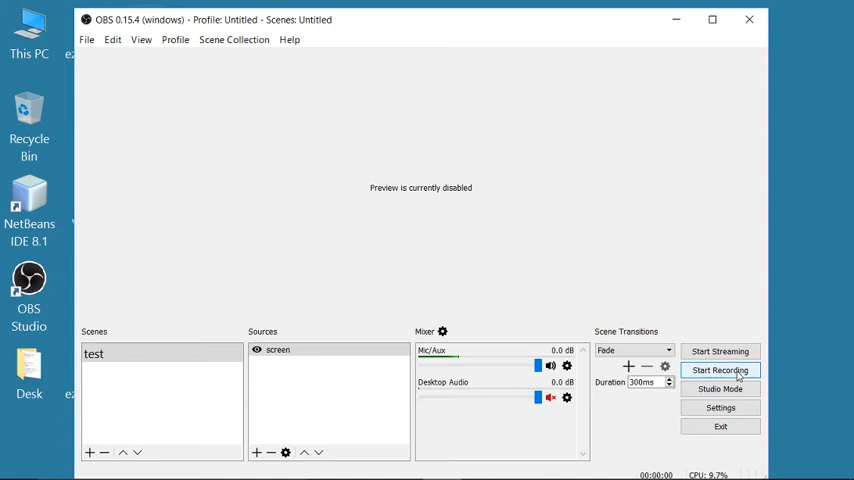 OBS 0.15.4 (windows) - Profile: Untitled - Scenes: Untitled
File Edit View Profile Scene Collection Help
This PC
Recycle
Bin
NetBeans
IDE 8.1
OBS
Studio
Desk
Preview is currently disabled
Scenes
test
Sources
screen
Mixer
Mic/Aux 0.0 dB
Desktop Audio 0.0 dB
Scene Transitions
Fade
Duration 300ms
Start Streaming
Start Recording
Studio Mode
Settings
Exit
00:00:00 CPU: 9.7%